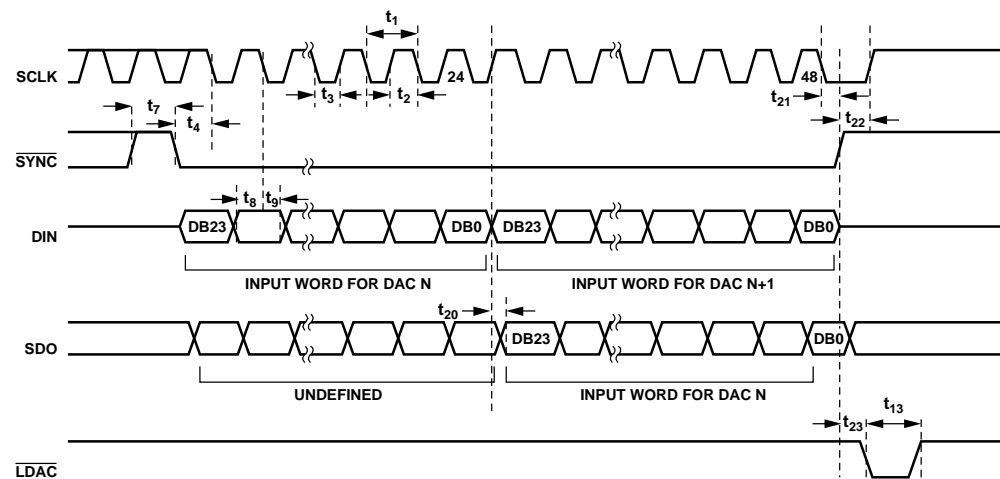 t1
SCLK
24
48
t3
t2
t21
t7
t4
t22
SYNC
t8
t9
DIN
DB23
DB0
DB23
DB0
INPUT WORD FOR DAC N
INPUT WORD FOR DAC N+1
t20
SDO
DB23
DB0
UNDEFINED
INPUT WORD FOR DAC N
t23
t13
LDAC